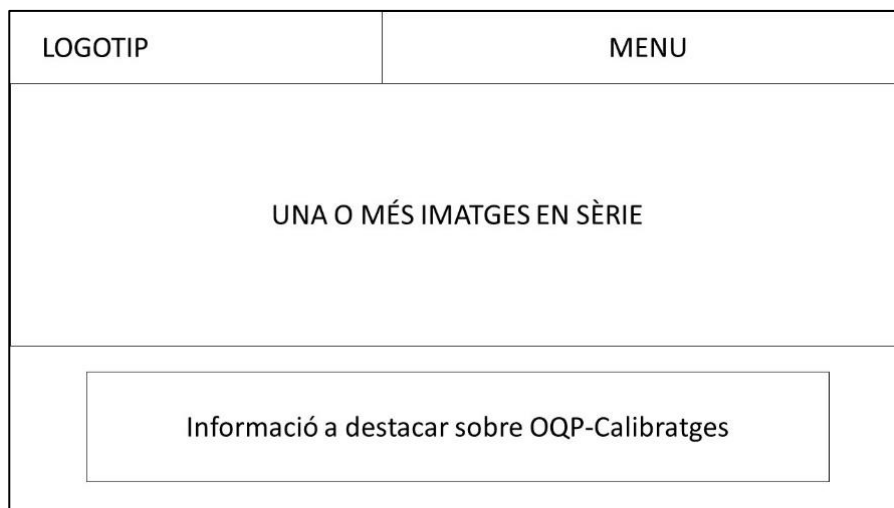 LOGOTIP
MENU
UNA O MÉS IMATGES EN SÈRIE
Informació a destacar sobre OQP-Calibratges